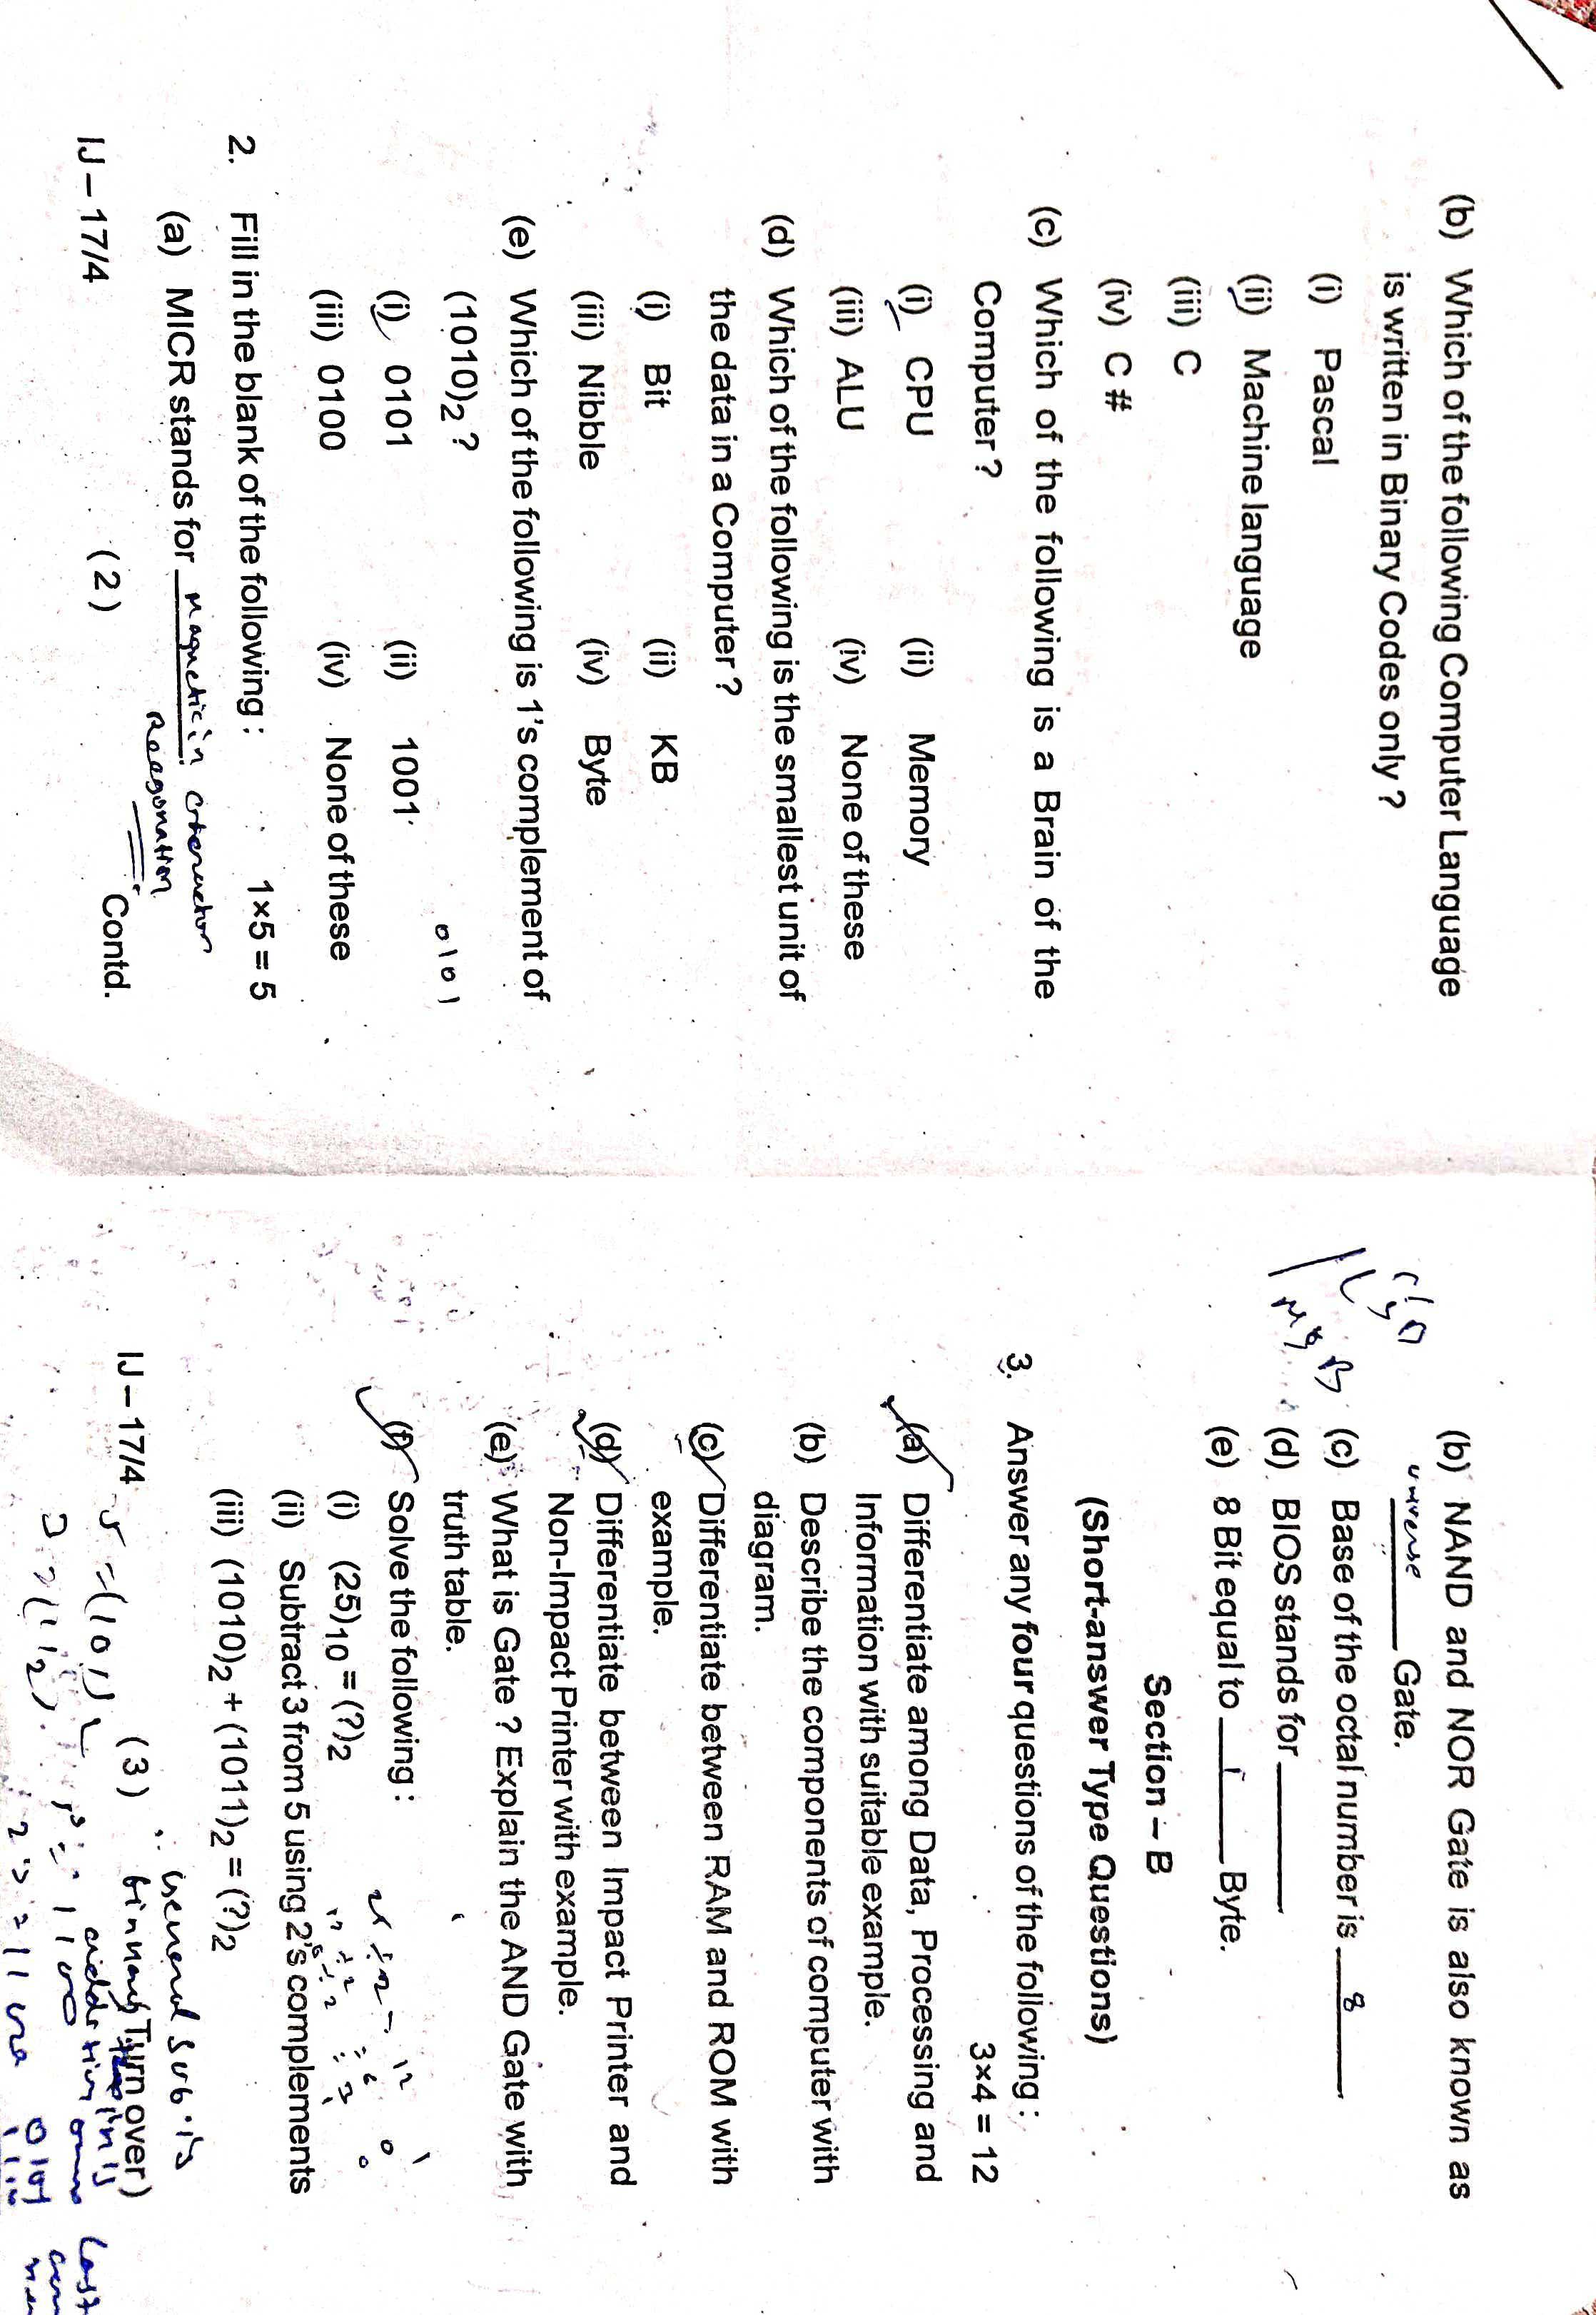 (b) Which of the following Computer Language
is written in Binary Codes only ?
(i) Pascal
(ii) Machine language
(iii) C
(iv) C #
(c) Which of the following is a Brain of the
Computer ?
(i) CPU (ii) Memory
(iii) ALU (iv) None of these
(d) Which of the following is the smallest unit of
the data in a Computer ?
(i) Bit (ii) KB
(iii) Nibble (iv) Byte
(e) Which of the following is 1's complement of
(1010)2 ? 0101
(i) 0101 (ii) 1001
(iii) 0100 (iv) None of these
2. Fill in the blank of the following : 1×5 = 5
(a) MICR stands for Magnetic in
IJ – 17/4 (2) Contd.
(b) NAND and NOR Gate is also known as
______ Gate.
(c) Base of the octal number is 8
(d) BIOS stands for ______
(e) 8 Bit equal to 1 Byte.
Section – B
(Short-answer Type Questions)
3. Answer any four questions of the following :
3×4 = 12
(a) Differentiate among Data, Processing and
Information with suitable example.
(b) Describe the components of computer with
diagram.
(c) Differentiate between RAM and ROM with
example.
(d) Differentiate between Impact Printer and
Non-Impact Printer with example.
(e) What is Gate ? Explain the AND Gate with
truth table.
(f) Solve the following :
(i) (25)10 = (?)2
(ii) Subtract 3 from 5 using 2's complements
(iii) (1010)2 + (1011)2 = (?)2
IJ – 17/4 (3) (Turn over)